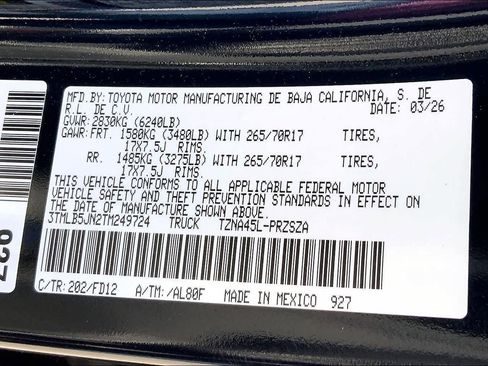 MFD.BY: TOYOTA MOTOR MANUFACTURING DE BAJA CALIFORNIA, S. DE
R.L. DE C.V. DATE: 03/26
GVWR: 2830KG (6240LB)
GAWR: FRT. 1580KG (3480LB) WITH 265/70R17 TIRES,
17X7.5J RIMS.
RR. 1485KG (3275LB) WITH 265/70R17 TIRES,
17X7.5J RIMS.
THIS VEHICLE CONFORMS TO ALL APPLICABLE FEDERAL MOTOR
VEHICLE SAFETY AND THEFT PREVENTION STANDARDS IN EFFECT ON
THE DATE OF MANUFACTURE SHOWN ABOVE.
3TMLB5JN2TM249724 TRUCK TZNA45L-PRZSZA
C/TR: 202/FD12 A/TM: /AL80F MADE IN MEXICO 927
927